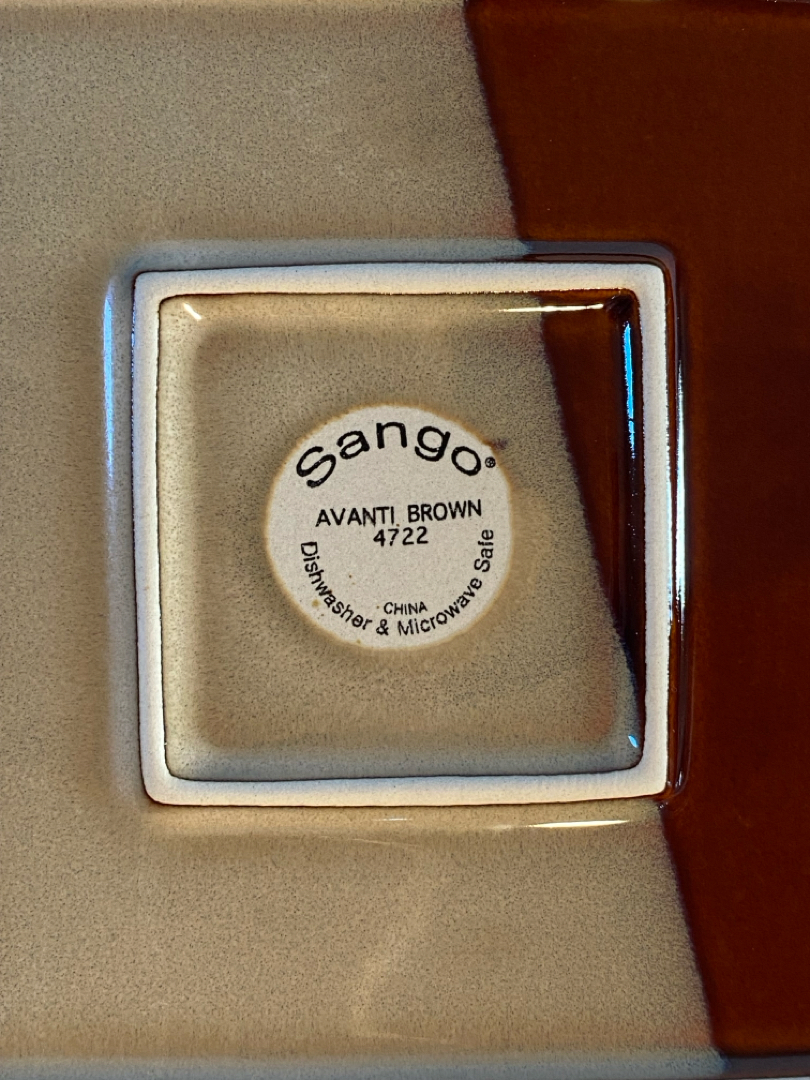 Sango®
AVANTI BROWN
4722
CHINA
Dishwasher & Microwave Safe